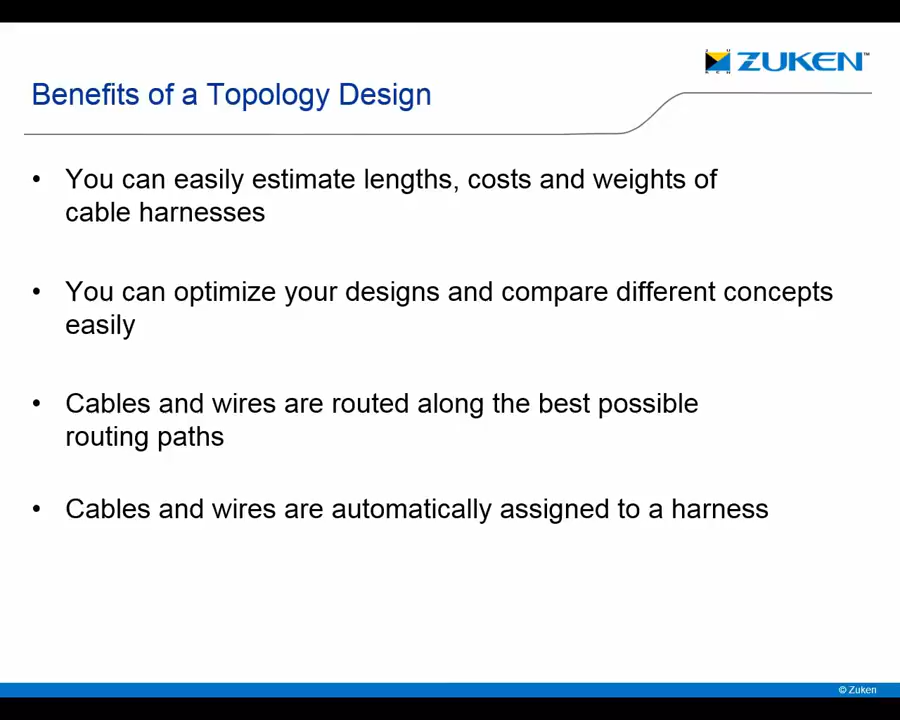 ZUKEN™
Benefits of a Topology Design
• You can easily estimate lengths, costs and weights of
cable harnesses
• You can optimize your designs and compare different concepts
easily
• Cables and wires are routed along the best possible
routing paths
• Cables and wires are automatically assigned to a harness
© Zuken